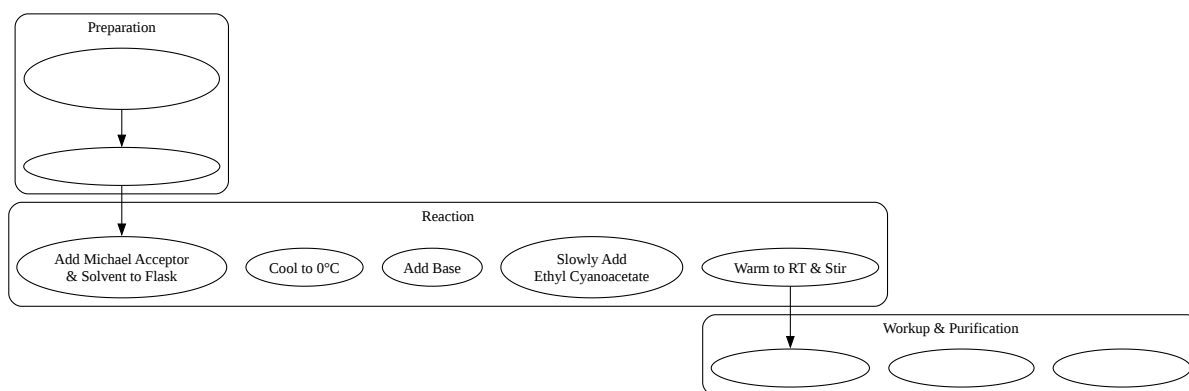 Preparation
Reaction
Add Michael Acceptor
& Solvent to Flask
Cool to 0°C
Add Base
Slowly Add
Ethyl Cyanoacetate
Warm to RT & Stir
Workup & Purification